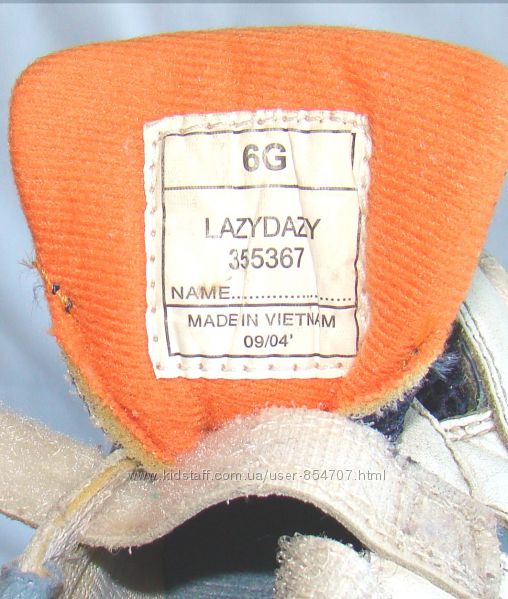 6G
LAZYDAZY
355367
NAME.....................
MADE IN VIETNAM
09/04'
www.kidstaff.com.ua/user-854707.html